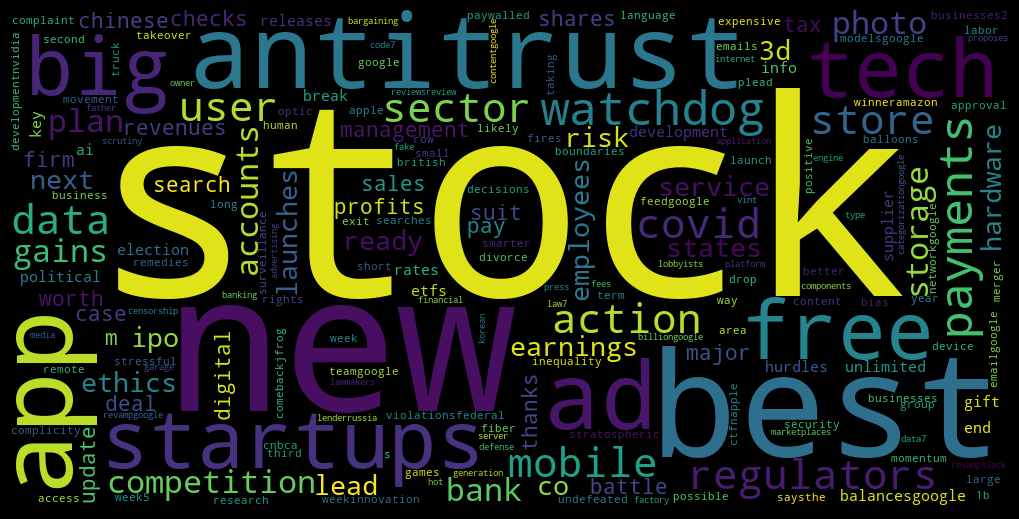 complaint
chinese
checks
releases
bargaining
paywalled
shares
language
expensive
businesses2
second
takeover
code7
photo
tax
labor
developmentnvidia
truck
big
antitrust
google
contentgoogle
taking
emails
internet
3d
modelsgoogle
proposes
tech
plead
info
movement
father
owner
optic
user
break
apple
reviewsreview
sector
watchdog
store
winneramazon
approval
key
plan
revenues
human
fake
row
management
likely
fires
risk
development
application
balloons
scrutiny
firm
ai
small
british
boundaries
launch
engine
positive
data
next
business
search
accounts
launches
sales
decisions
feedgoogle
service
vint
type
supplier
categorizationgoogle
storage
payments
hardware
long
exit
searches
profits
suit
pay
employees
covid
stock
gains
election
remedies
surveillance
advertising
ready
smarter
divorce
states
lobbyists
platform
better
components
networkgoogle
merger
political
banking
rights
short
rates
etfs
financial
press
term
fees
drop
content
bias
year
device
worth
case
censorship
new
week
korean
law7
action
way
billiongoogle
area
free
emailgoogle
app
media
m
ipo
digital
earnings
inequality
major
hurdles
unlimited
stressful
remote
garage
comebackjfrog
teamgoogle
lawmakers
ad
best
ethics
deal
revampgoogle
lenderrussia
violationsfederal
thanks
ctfnapple
businesses
group
gift
complicity
update
startups
cnbca
third
fiber
server
defense
s
stratospheric
marketplaces
security
data7
end
momentum
revampslack
access
week5
competition
research
weekinnovation
lead
games
hot
generation
bank
co
mobile
battle
undefeated
factory
possible
regulators
saysthe
balancesgoogle
large
1b